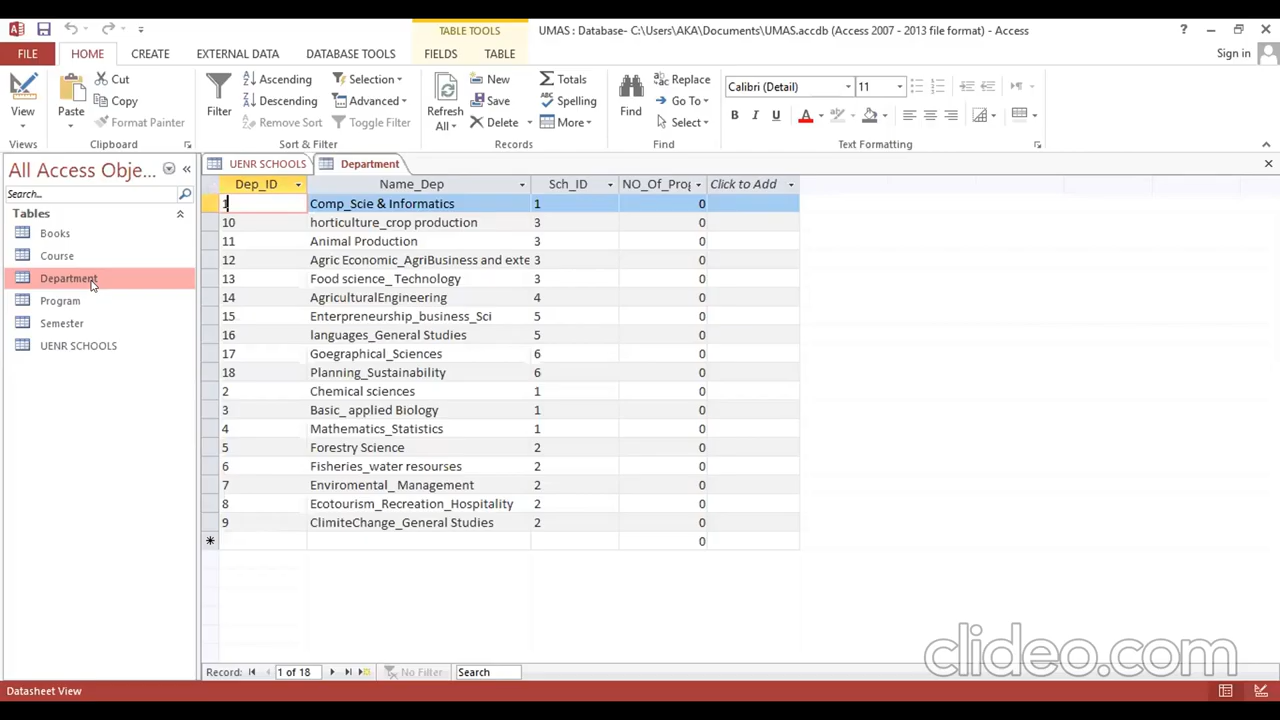 TABLE TOOLS
UMAS : Database- C:\Users\AKA\Documents\UMAS.accdb (Access 2007 - 2013 file format) - Access
?
FILE HOME CREATE EXTERNAL DATA DATABASE TOOLS FIELDS TABLE Sign in
View
Views
Paste
Cut
Copy
Format Painter
Clipboard
Filter
Ascending
Descending
Remove Sort
Selection
Advanced
Toggle Filter
Sort & Filter
Refresh
All
New
Save
Delete
Totals
Spelling
More
Records
Find
Replace
Go To
Select
Find
Calibri (Detail) 11
B I U A
Text Formatting
All Access Obje...
Search...
Tables
Books
Course
Department
Program
Semester
UENR SCHOOLS
UENR SCHOOLS Department
Dep_ID Name_Dep Sch_ID NO_Of_Prog Click to Add
1 Comp_Scie & Informatics 1 0
10 horticulture_crop production 3 0
11 Animal Production 3 0
12 Agric Economic_AgriBusiness and exte 3 0
13 Food science_ Technology 3 0
14 AgriculturalEngineering 4 0
15 Enterpreneurship_business_Sci 5 0
16 languages_General Studies 5 0
17 Goegraphical_Sciences 6 0
18 Planning_Sustainability 6 0
2 Chemical sciences 1 0
3 Basic_ applied Biology 1 0
4 Mathematics_Statistics 1 0
5 Forestry Science 2 0
6 Fisheries_water resourses 2 0
7 Enviromental_ Management 2 0
8 Ecotourism_Recreation_Hospitality 2 0
9 ClimiteChange_General Studies 2 0
* 0
Record: 1 of 18 No Filter Search
Datasheet View
clideo.com